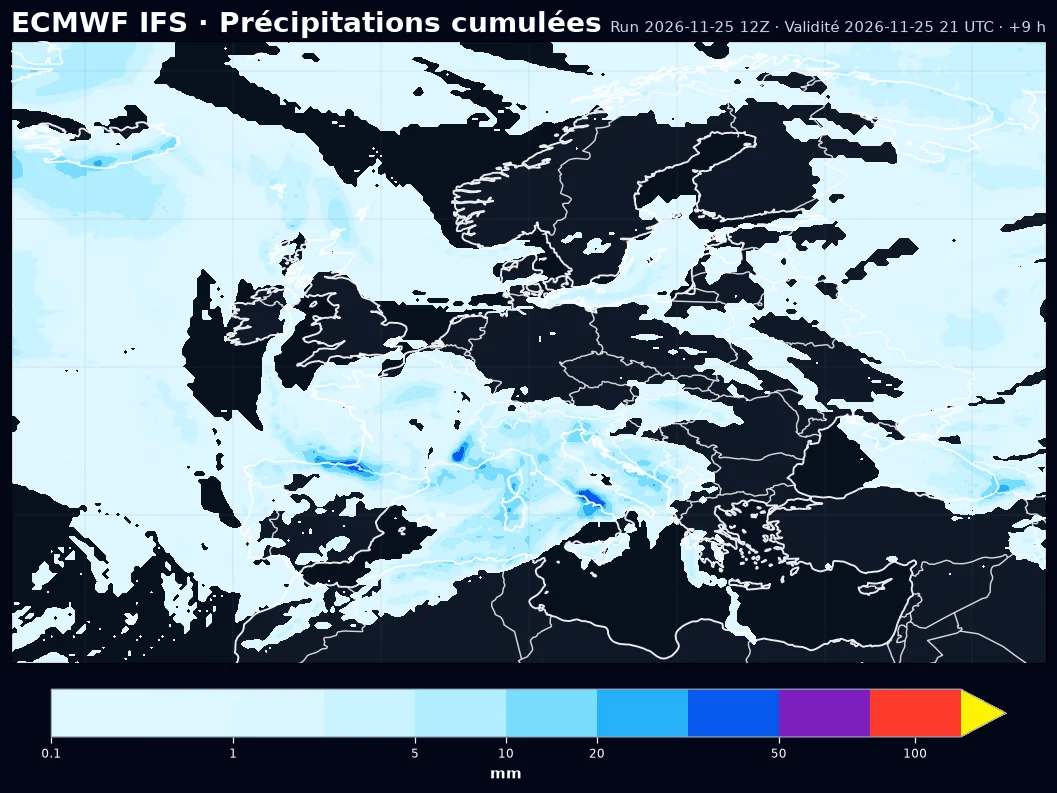 ECMWF IFS · Précipitations cumulées Run 2026-11-25 12Z · Validité 2026-11-25 21 UTC · +9 h
0.1 1 5 10 20 50 100
mm